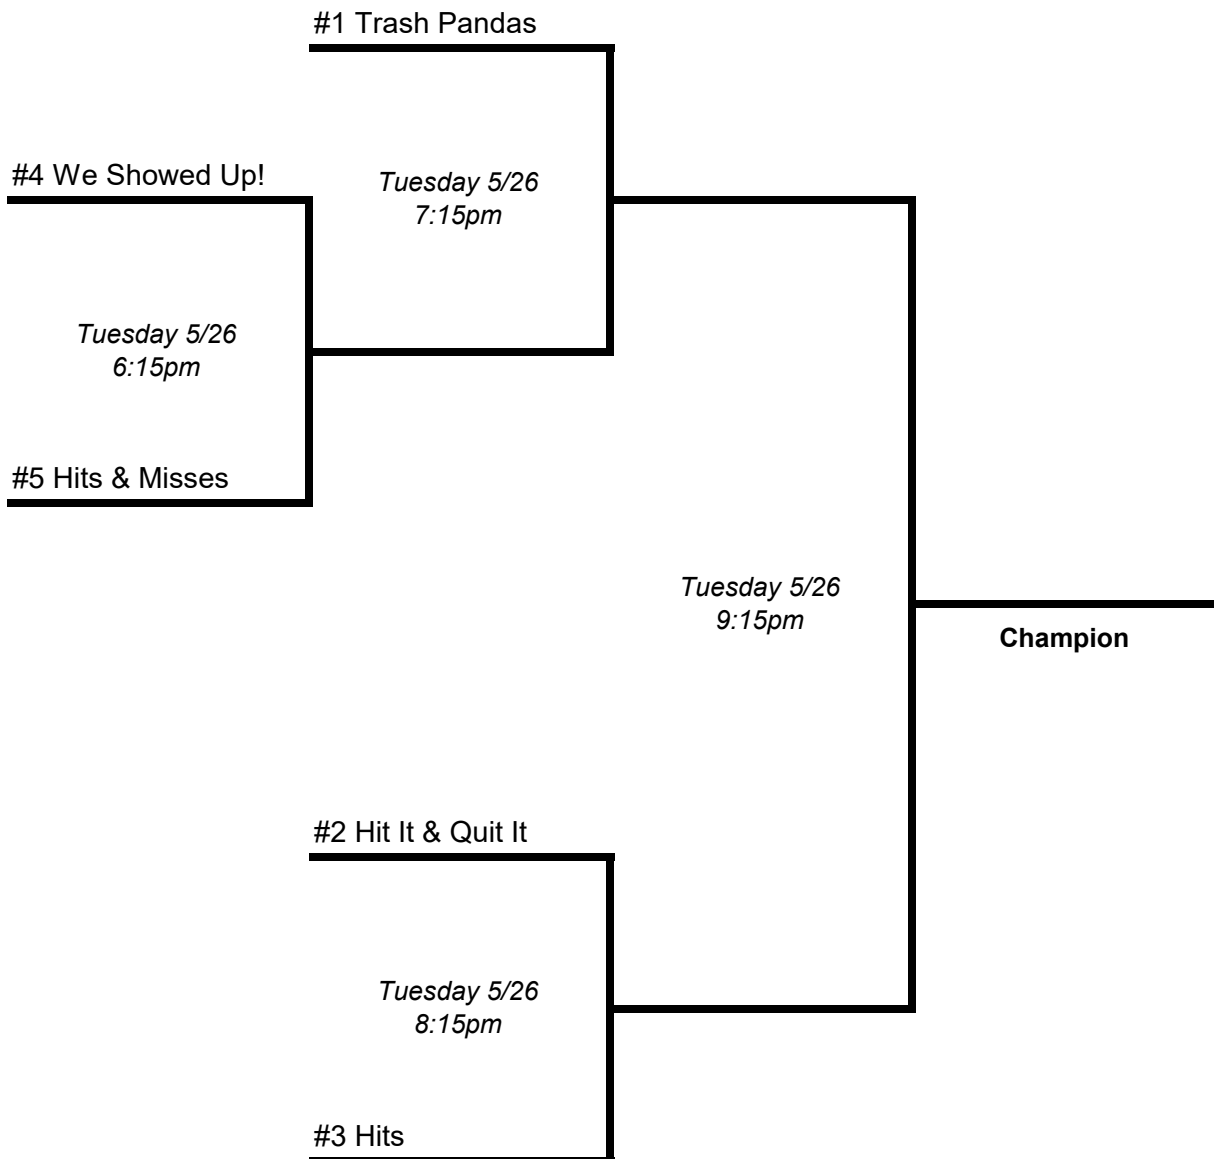 #1 Trash Pandas
#4 We Showed Up!
Tuesday 5/26
7:15pm
Tuesday 5/26
6:15pm
#5 Hits & Misses
Tuesday 5/26
9:15pm
Champion
#2 Hit It & Quit It
Tuesday 5/26
8:15pm
#3 Hits